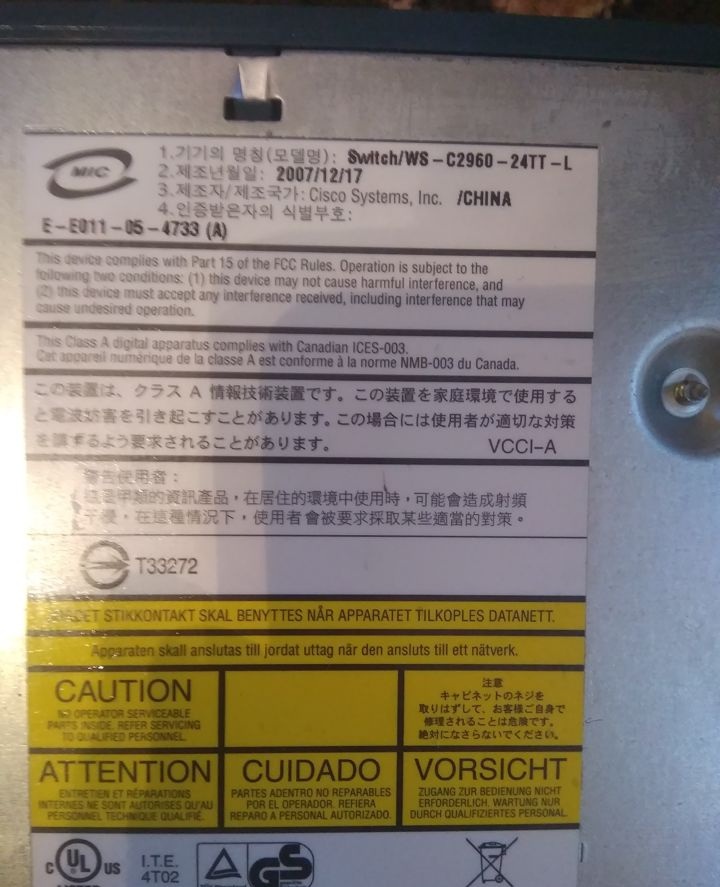 MIC
1.기기의 명칭(모델명): Switch/WS-C2960-24TT-L
2.제조년월일: 2007/12/17
3.제조자/제조국가: Cisco Systems, Inc. /CHINA
4.인증받은자의 식별부호:
E-E011-05-4733 (A)
This device complies with Part 15 of the FCC Rules. Operation is subject to the
following two conditions: (1) this device may not cause harmful interference, and
(2) this device must accept any interference received, including interference that may
cause undesired operation.
This Class A digital apparatus complies with Canadian ICES-003.
Cet appareil numérique de la classe A est conforme à la norme NMB-003 du Canada.
この装置は、クラス A 情報技術装置です。この装置を家庭環境で使用する
と電波妨害を引き起こすことがあります。この場合には使用者が適切な対策
を講ずるよう要求されることがあります。 VCCI-A
警告使用者：
這是甲類的資訊產品，在居住的環境中使用時，可能會造成射頻
干擾，在這種情況下，使用者會被要求採取某些適當的對策。
T33272
STIKKONTAKT SKAL BENYTTES NÅR APPARATET TILKOPLES DATANETT.
Apparaten skall anslutas till jordat uttag när den ansluts till ett nätverk.
CAUTION
NO OPERATOR SERVICEABLE
PARTS INSIDE. REFER SERVICING
TO QUALIFIED PERSONNEL.
注意
キャビネットのネジを
取りはずして、お客様ご自身で
修理されることは危険です。
絶対になさらないでください。
ATTENTION
ENTRETIEN ET RÉPARATIONS
INTERNES NE SONT AUTORISÉS QU'AU
PERSONNEL TECHNIQUE QUALIFIÉ.
CUIDADO
PARTES ADENTRO NO REPARABLES
POR EL OPERADOR. REFIERA
REPARO A PERSONAL AUTORIZADO.
VORSICHT
ZUGANG ZUR BEDIENUNG NICHT
ERFORDERLICH. WARTUNG NUR
DURCH QUALIFIZIERTES PERSONAL.
c UL us
I.T.E.
4T02
GS